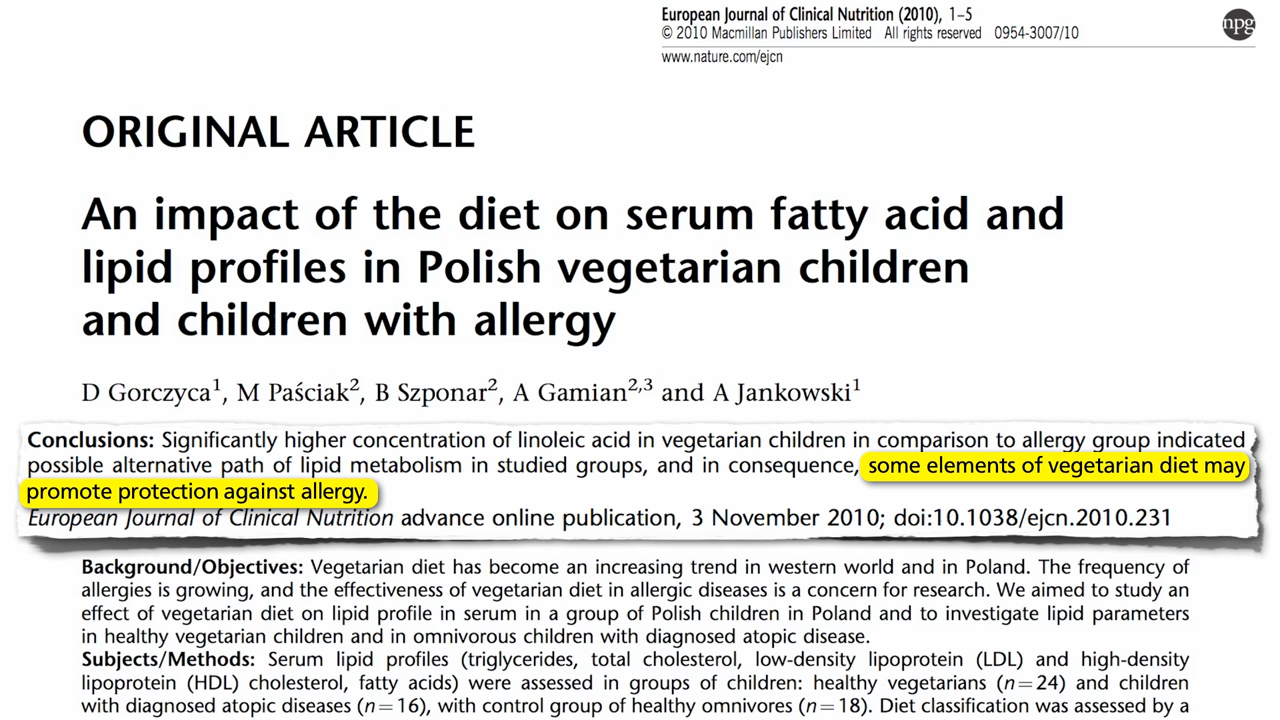 European Journal of Clinical Nutrition (2010), 1–5
© 2010 Macmillan Publishers Limited All rights reserved 0954-3007/10
www.nature.com/ejcn
npg
ORIGINAL ARTICLE
An impact of the diet on serum fatty acid and
lipid profiles in Polish vegetarian children
and children with allergy
D Gorczyca1, M Paściak2, B Szponar2, A Gamian2,3 and A Jankowski1
Conclusions: Significantly higher concentration of linoleic acid in vegetarian children in comparison to allergy group indicated
possible alternative path of lipid metabolism in studied groups, and in consequence, some elements of vegetarian diet may
promote protection against allergy.
European Journal of Clinical Nutrition advance online publication, 3 November 2010; doi:10.1038/ejcn.2010.231
Background/Objectives: Vegetarian diet has become an increasing trend in western world and in Poland. The frequency of
allergies is growing, and the effectiveness of vegetarian diet in allergic diseases is a concern for research. We aimed to study an
effect of vegetarian diet on lipid profile in serum in a group of Polish children in Poland and to investigate lipid parameters
in healthy vegetarian children and in omnivorous children with diagnosed atopic disease.
Subjects/Methods: Serum lipid profiles (triglycerides, total cholesterol, low-density lipoprotein (LDL) and high-density
lipoprotein (HDL) cholesterol, fatty acids) were assessed in groups of children: healthy vegetarians (n=24) and children
with diagnosed atopic diseases (n=16), with control group of healthy omnivores (n=18). Diet classification was assessed by a